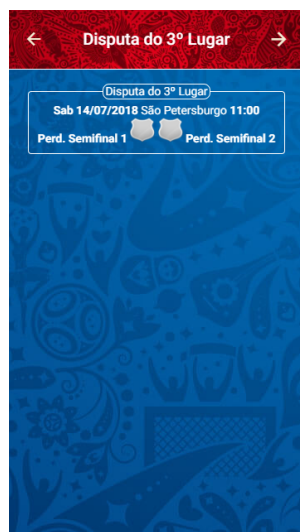 Disputa do 3º Lugar
Disputa do 3º Lugar
Sab 14/07/2018 São Petersburgo 11:00
Perd. Semifinal 1 Perd. Semifinal 2